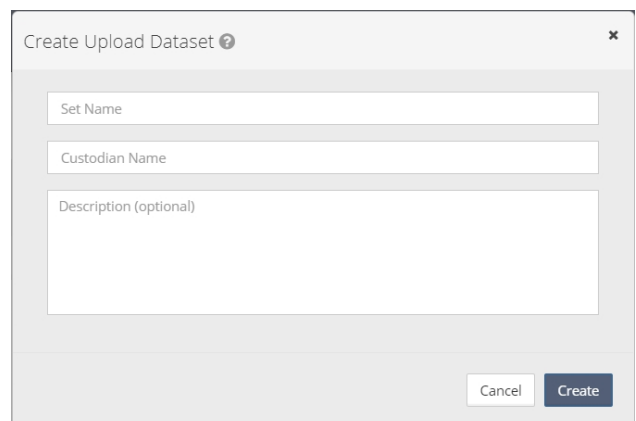 Create Upload Dataset
Set Name
Custodian Name
Description (optional)
Cancel Create